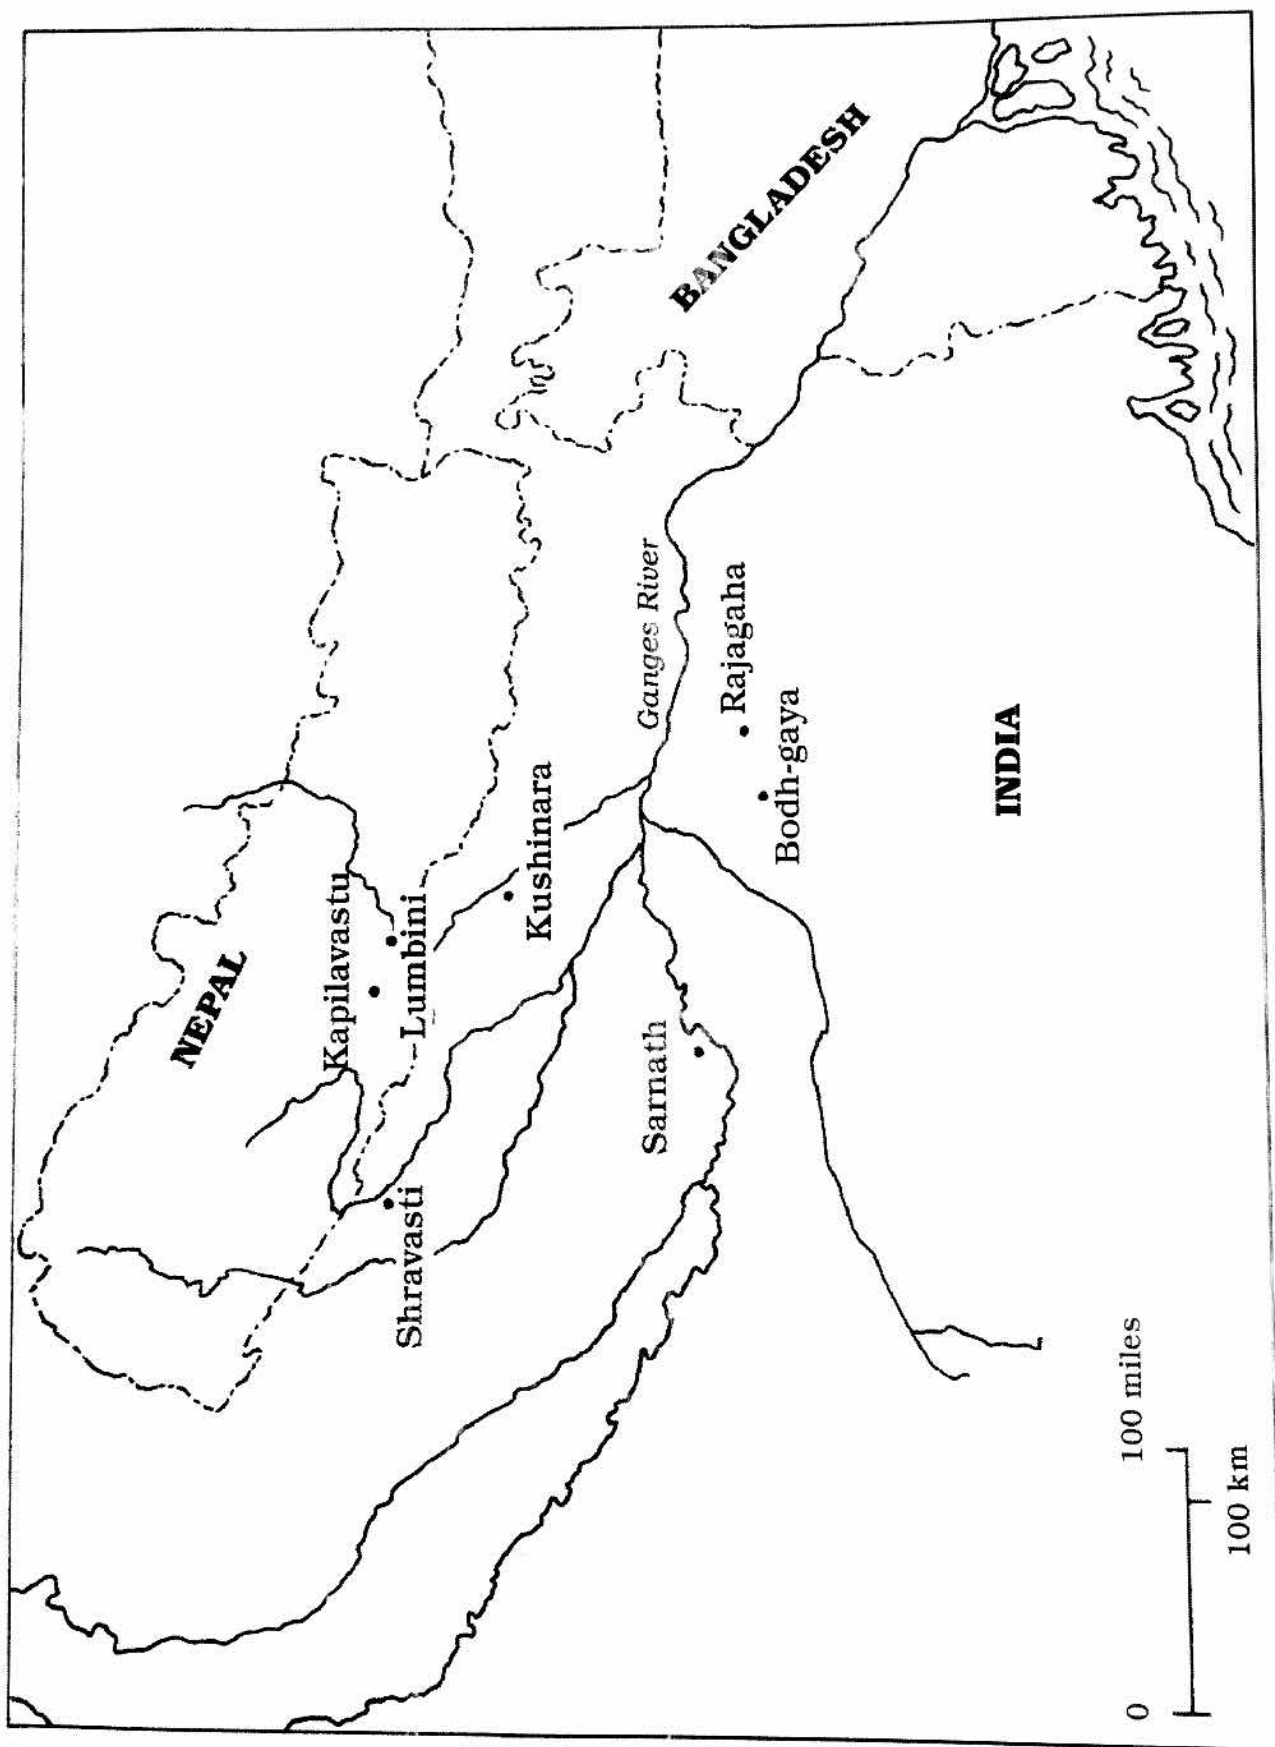 NEPAL
Kapilavastu
Lumbini
Shravasti
Kushinara
BANGLADESH
Ganges River
Sarnath
Rajagaha
Bodh-gaya
INDIA
0
100 miles
100 km